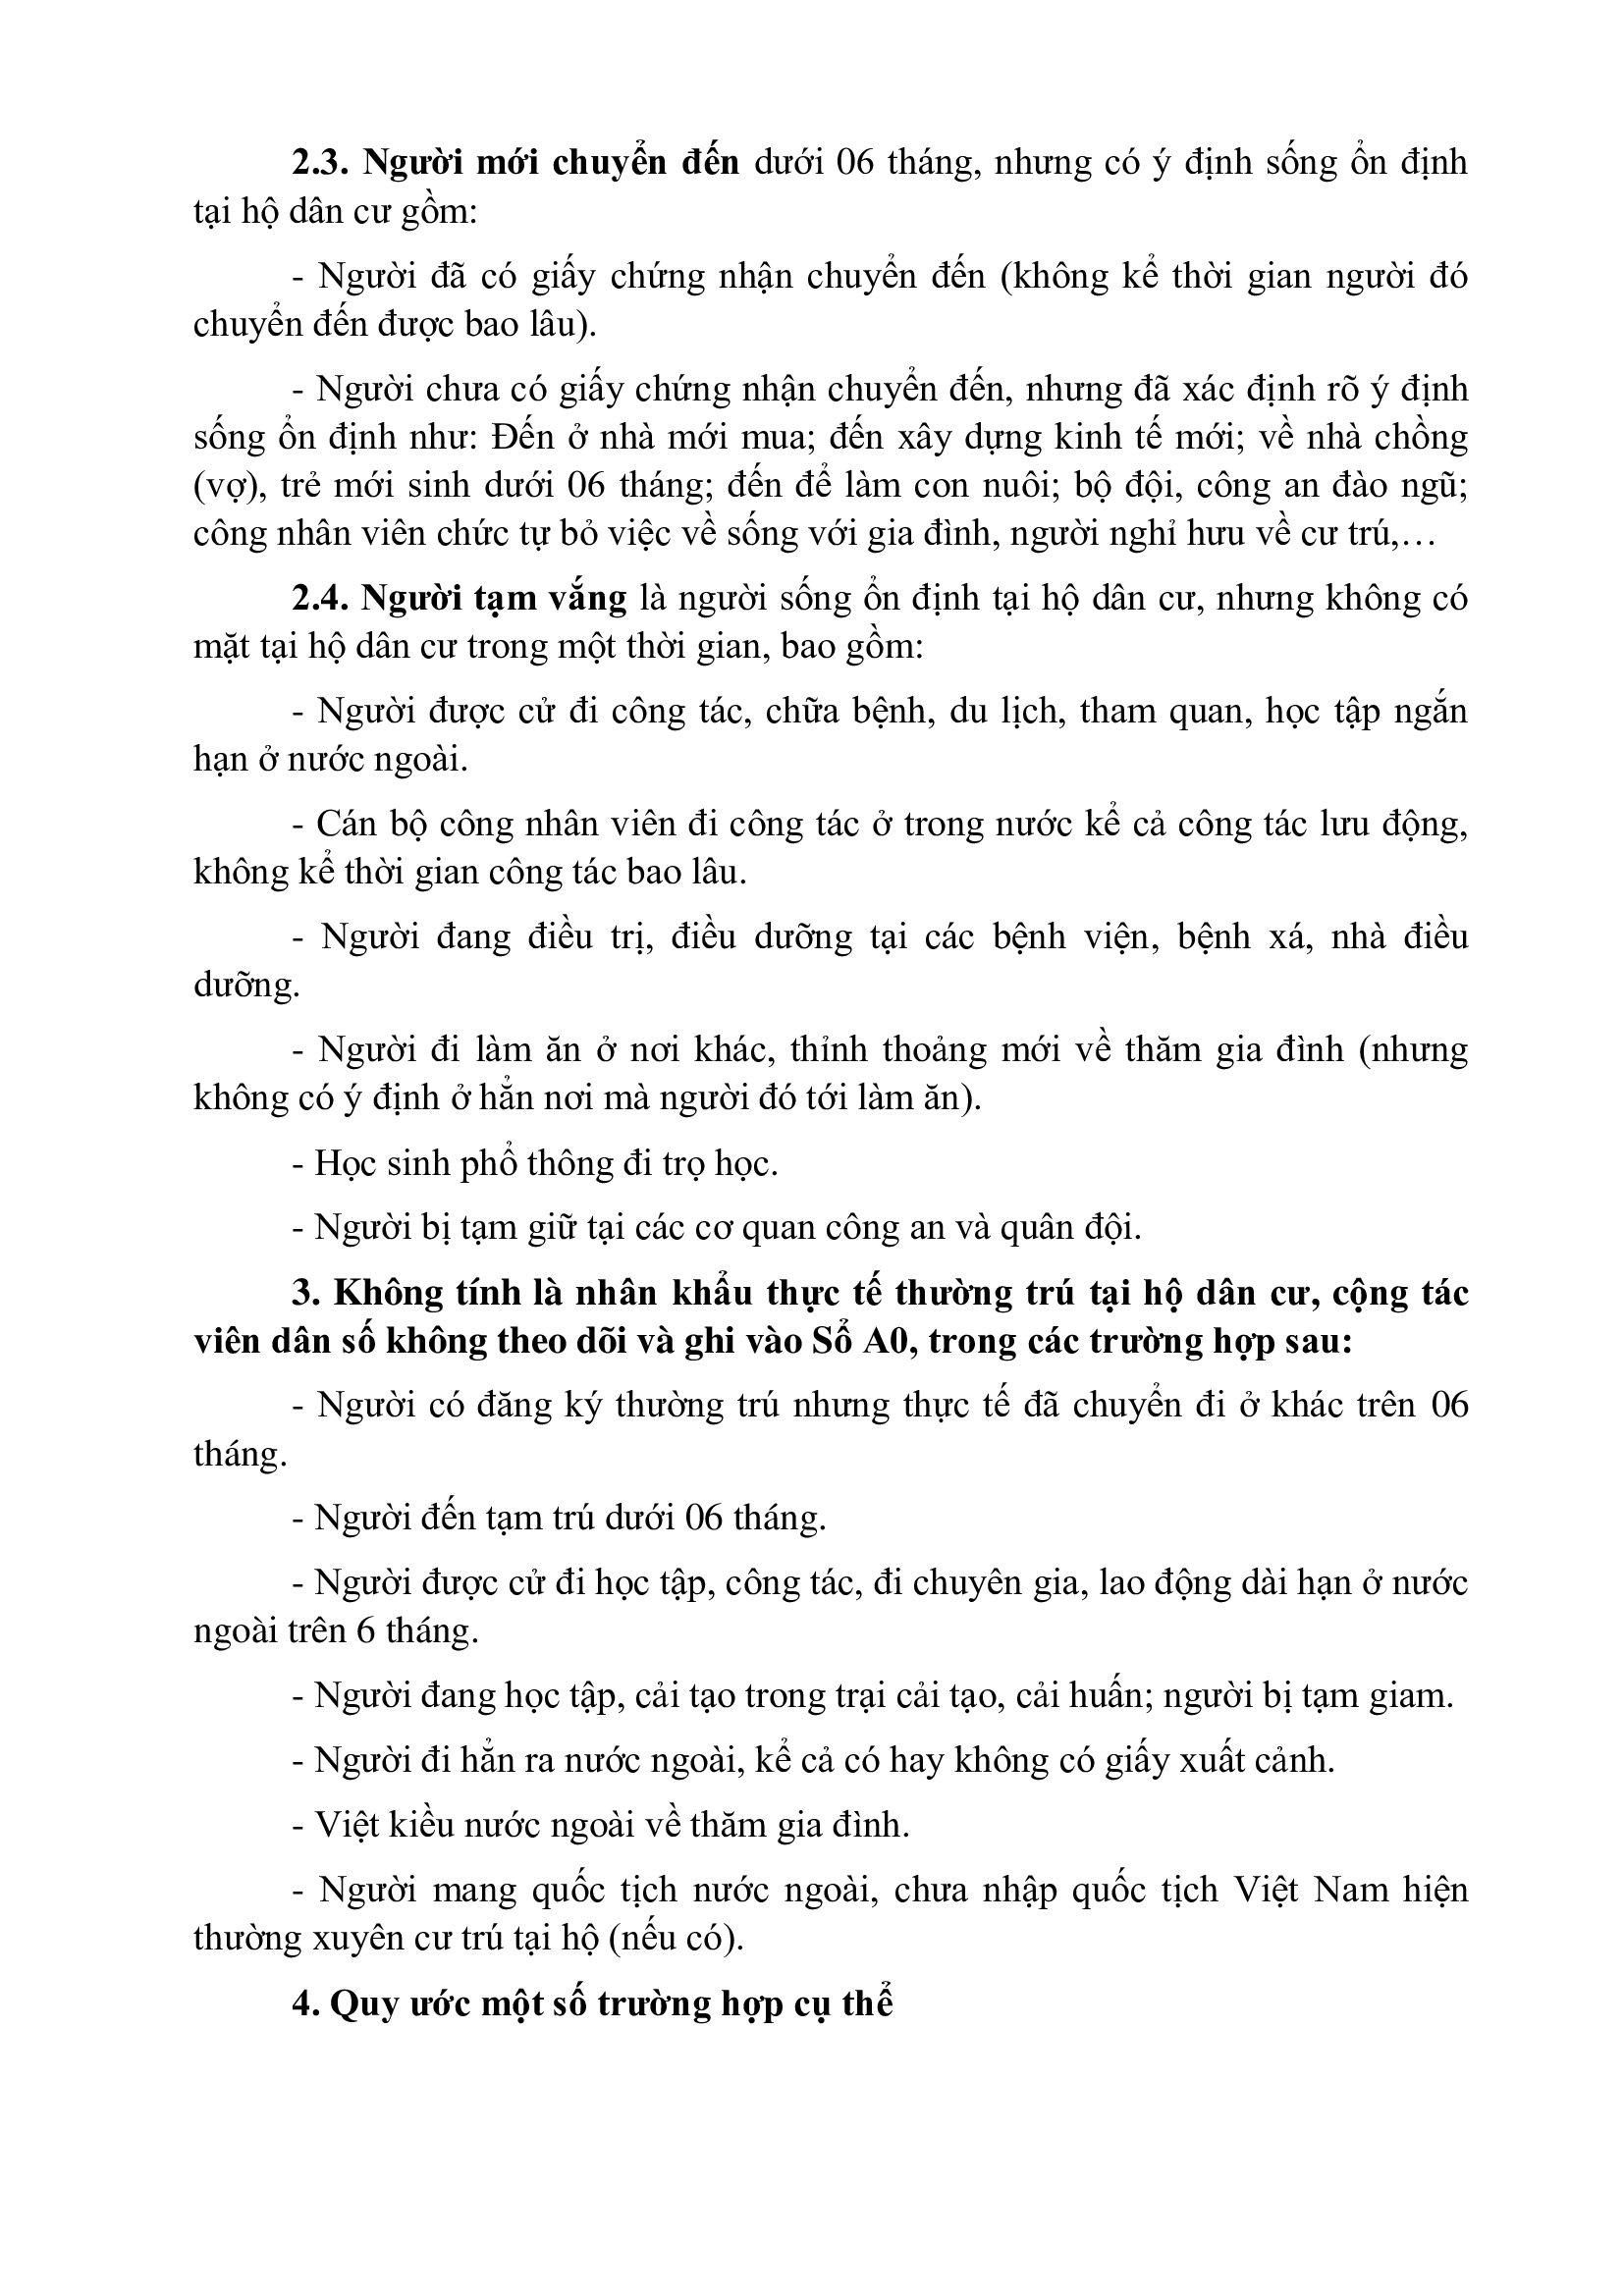 2.3. Người mới chuyển đến dưới 06 tháng, nhưng có ý định sống ổn định
tại hộ dân cư gồm:
- Người đã có giấy chứng nhận chuyển đến (không kể thời gian người đó
chuyển đến được bao lâu).
- Người chưa có giấy chứng nhận chuyển đến, nhưng đã xác định rõ ý định
sống ổn định như: Đến ở nhà mới mua; đến xây dựng kinh tế mới; về nhà chồng
(vợ), trẻ mới sinh dưới 06 tháng; đến để làm con nuôi; bộ đội, công an đào ngũ;
công nhân viên chức tự bỏ việc về sống với gia đình, người nghỉ hưu về cư trú,…
2.4. Người tạm vắng là người sống ổn định tại hộ dân cư, nhưng không có
mặt tại hộ dân cư trong một thời gian, bao gồm:
- Người được cử đi công tác, chữa bệnh, du lịch, tham quan, học tập ngắn
hạn ở nước ngoài.
- Cán bộ công nhân viên đi công tác ở trong nước kể cả công tác lưu động,
không kể thời gian công tác bao lâu.
- Người đang điều trị, điều dưỡng tại các bệnh viện, bệnh xá, nhà điều
dưỡng.
- Người đi làm ăn ở nơi khác, thỉnh thoảng mới về thăm gia đình (nhưng
không có ý định ở hẳn nơi mà người đó tới làm ăn).
- Học sinh phổ thông đi trọ học.
- Người bị tạm giữ tại các cơ quan công an và quân đội.
3. Không tính là nhân khẩu thực tế thường trú tại hộ dân cư, cộng tác
viên dân số không theo dõi và ghi vào Sổ A0, trong các trường hợp sau:
- Người có đăng ký thường trú nhưng thực tế đã chuyển đi ở khác trên 06
tháng.
- Người đến tạm trú dưới 06 tháng.
- Người được cử đi học tập, công tác, đi chuyên gia, lao động dài hạn ở nước
ngoài trên 6 tháng.
- Người đang học tập, cải tạo trong trại cải tạo, cải huấn; người bị tạm giam.
- Người đi hẳn ra nước ngoài, kể cả có hay không có giấy xuất cảnh.
- Việt kiều nước ngoài về thăm gia đình.
- Người mang quốc tịch nước ngoài, chưa nhập quốc tịch Việt Nam hiện
thường xuyên cư trú tại hộ (nếu có).
4. Quy ước một số trường hợp cụ thể